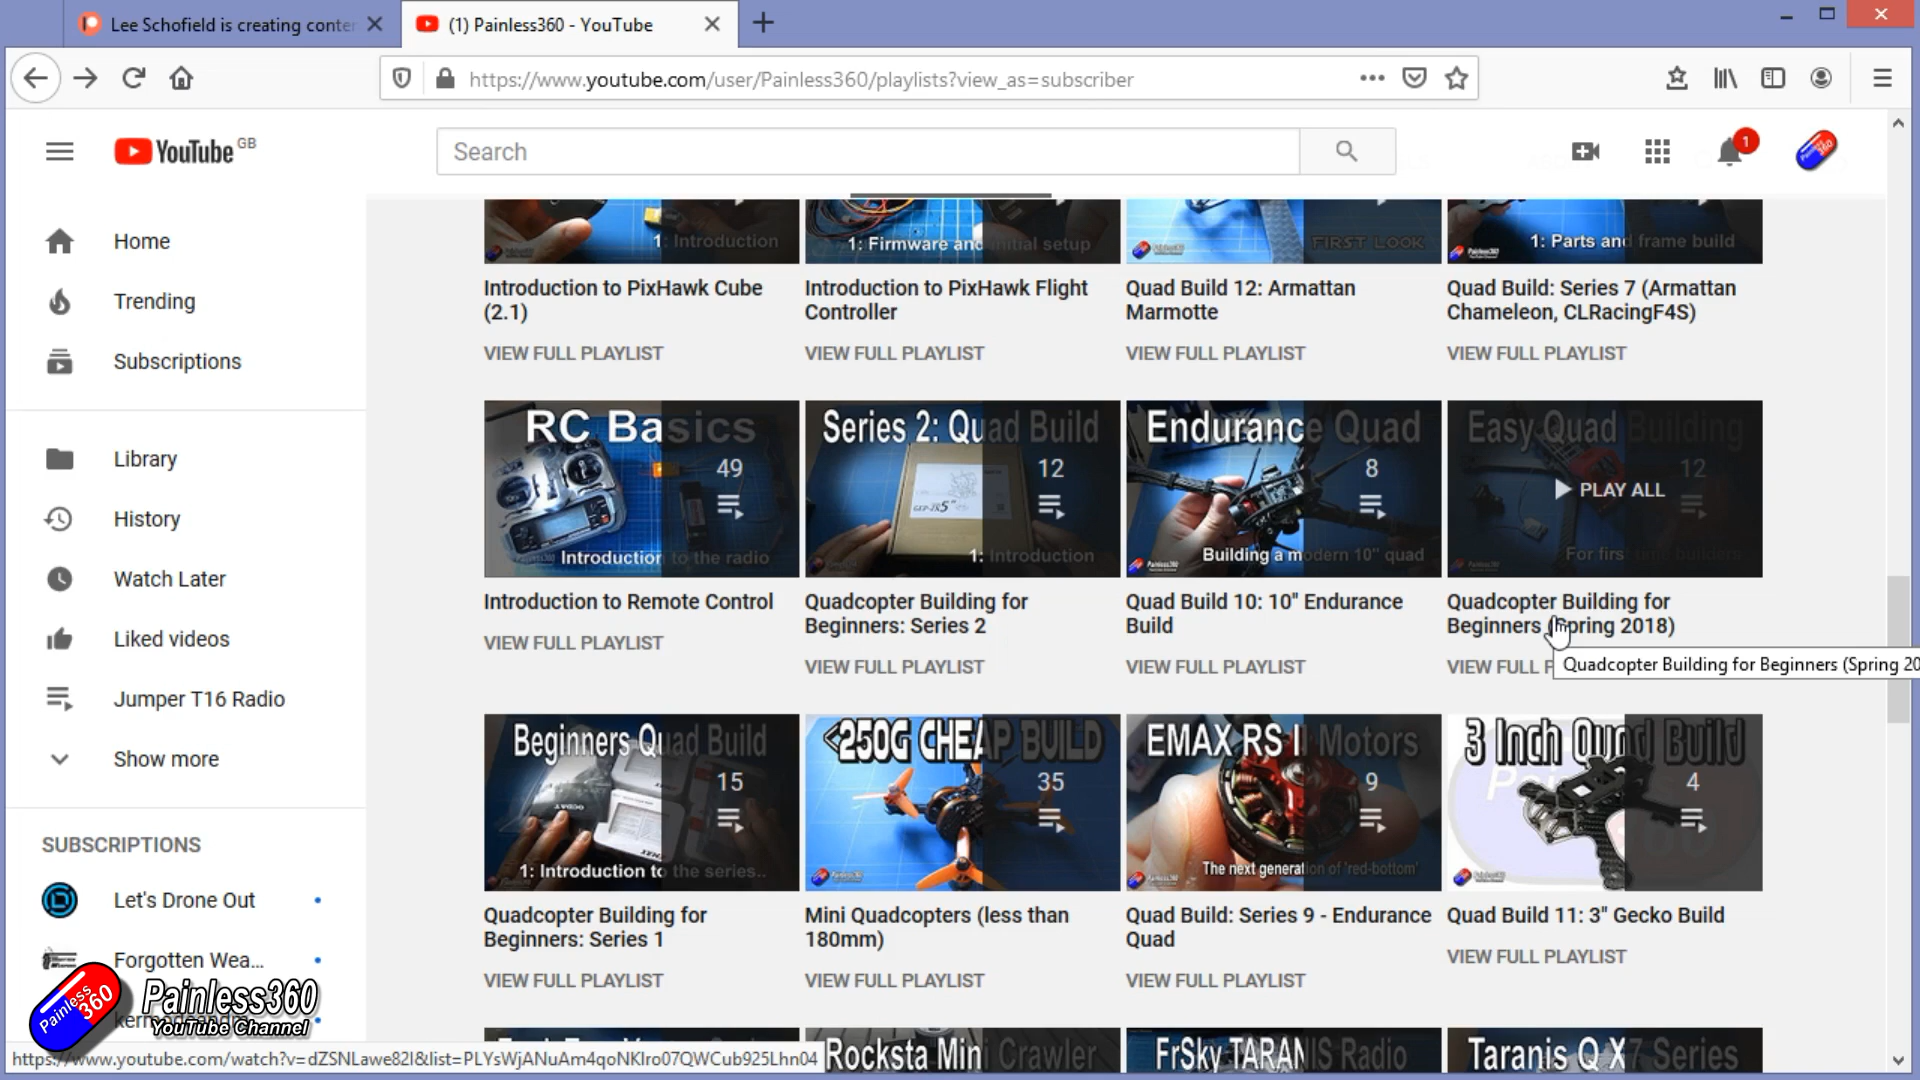 Lee Schofield is creating conter
(1) Painless360 - YouTube
https://www.youtube.com/user/Painless360/playlists?view_as=subscriber
YouTube GB
Search
1
Home
Trending
Subscriptions
Library
History
Watch Later
Liked videos
Jumper T16 Radio
Show more
SUBSCRIPTIONS
Let's Drone Out
Forgotten Wea...
Painless360
Painless360
YouTube Channel
1: Introduction
1: Firmware and initial setup
FIRST LOOK
1: Parts and frame build
Introduction to PixHawk Cube
(2.1)
VIEW FULL PLAYLIST
Introduction to PixHawk Flight
Controller
VIEW FULL PLAYLIST
Quad Build 12: Armattan
Marmotte
VIEW FULL PLAYLIST
Quad Build: Series 7 (Armattan
Chameleon, CLRacingF4S)
VIEW FULL PLAYLIST
RC Basics
49
Introduction to the radio
Introduction to Remote Control
VIEW FULL PLAYLIST
Series 2: Quad Build
12
1: Introduction
Quadcopter Building for
Beginners: Series 2
VIEW FULL PLAYLIST
Endurance Quad
8
Building a modern 10" quad
Quad Build 10: 10" Endurance
Build
VIEW FULL PLAYLIST
Easy Quad Building
12
PLAY ALL
For first time builders
Quadcopter Building for
Beginners (Spring 2018)
VIEW FULL P
Quadcopter Building for Beginners (Spring 20
Beginners Quad Build
15
1: Introduction to the series..
Quadcopter Building for
Beginners: Series 1
VIEW FULL PLAYLIST
<250G CHEAP BUILD
35
Mini Quadcopters (less than
180mm)
VIEW FULL PLAYLIST
EMAX RS II Motors
9
The next generation of 'red-bottom'
Quad Build: Series 9 - Endurance
Quad
VIEW FULL PLAYLIST
3 Inch Quad Build
4
Quad Build 11: 3" Gecko Build
VIEW FULL PLAYLIST
Rocksta Mini Crawler
FrSky TARANIS Radio
Taranis Q X7 Series
https://www.youtube.com/watch?v=dZSNLawe82I&list=PLYsWjANuAm4qoNKIro07QWCub925Lhn04